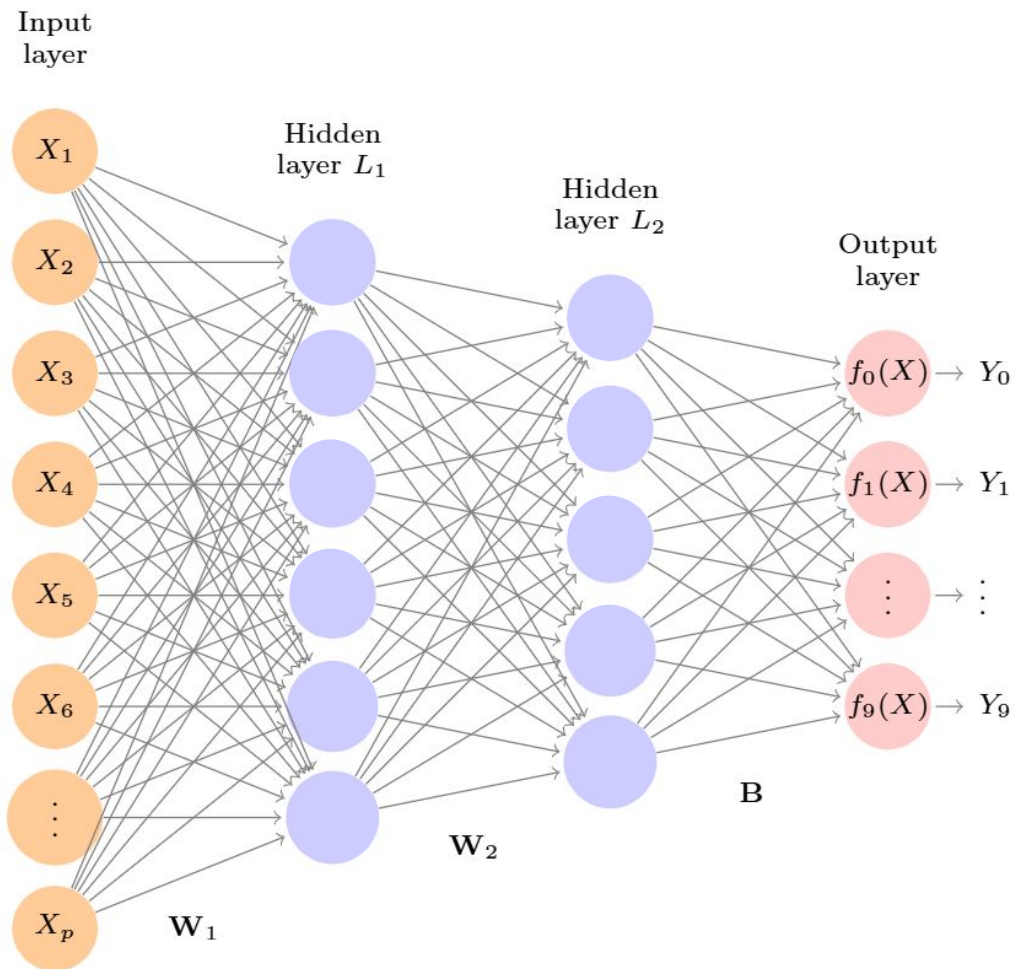 Input
layer
Hidden
layer L₁
Hidden
layer L₂
Output
layer
X₁
X₂
X₃
X₄
X₅
X₆
⋮
Xₚ
f₀(X) → Y₀
f₁(X) → Y₁
⋮ → ⋮
f₉(X) → Y₉
W₁
W₂
B